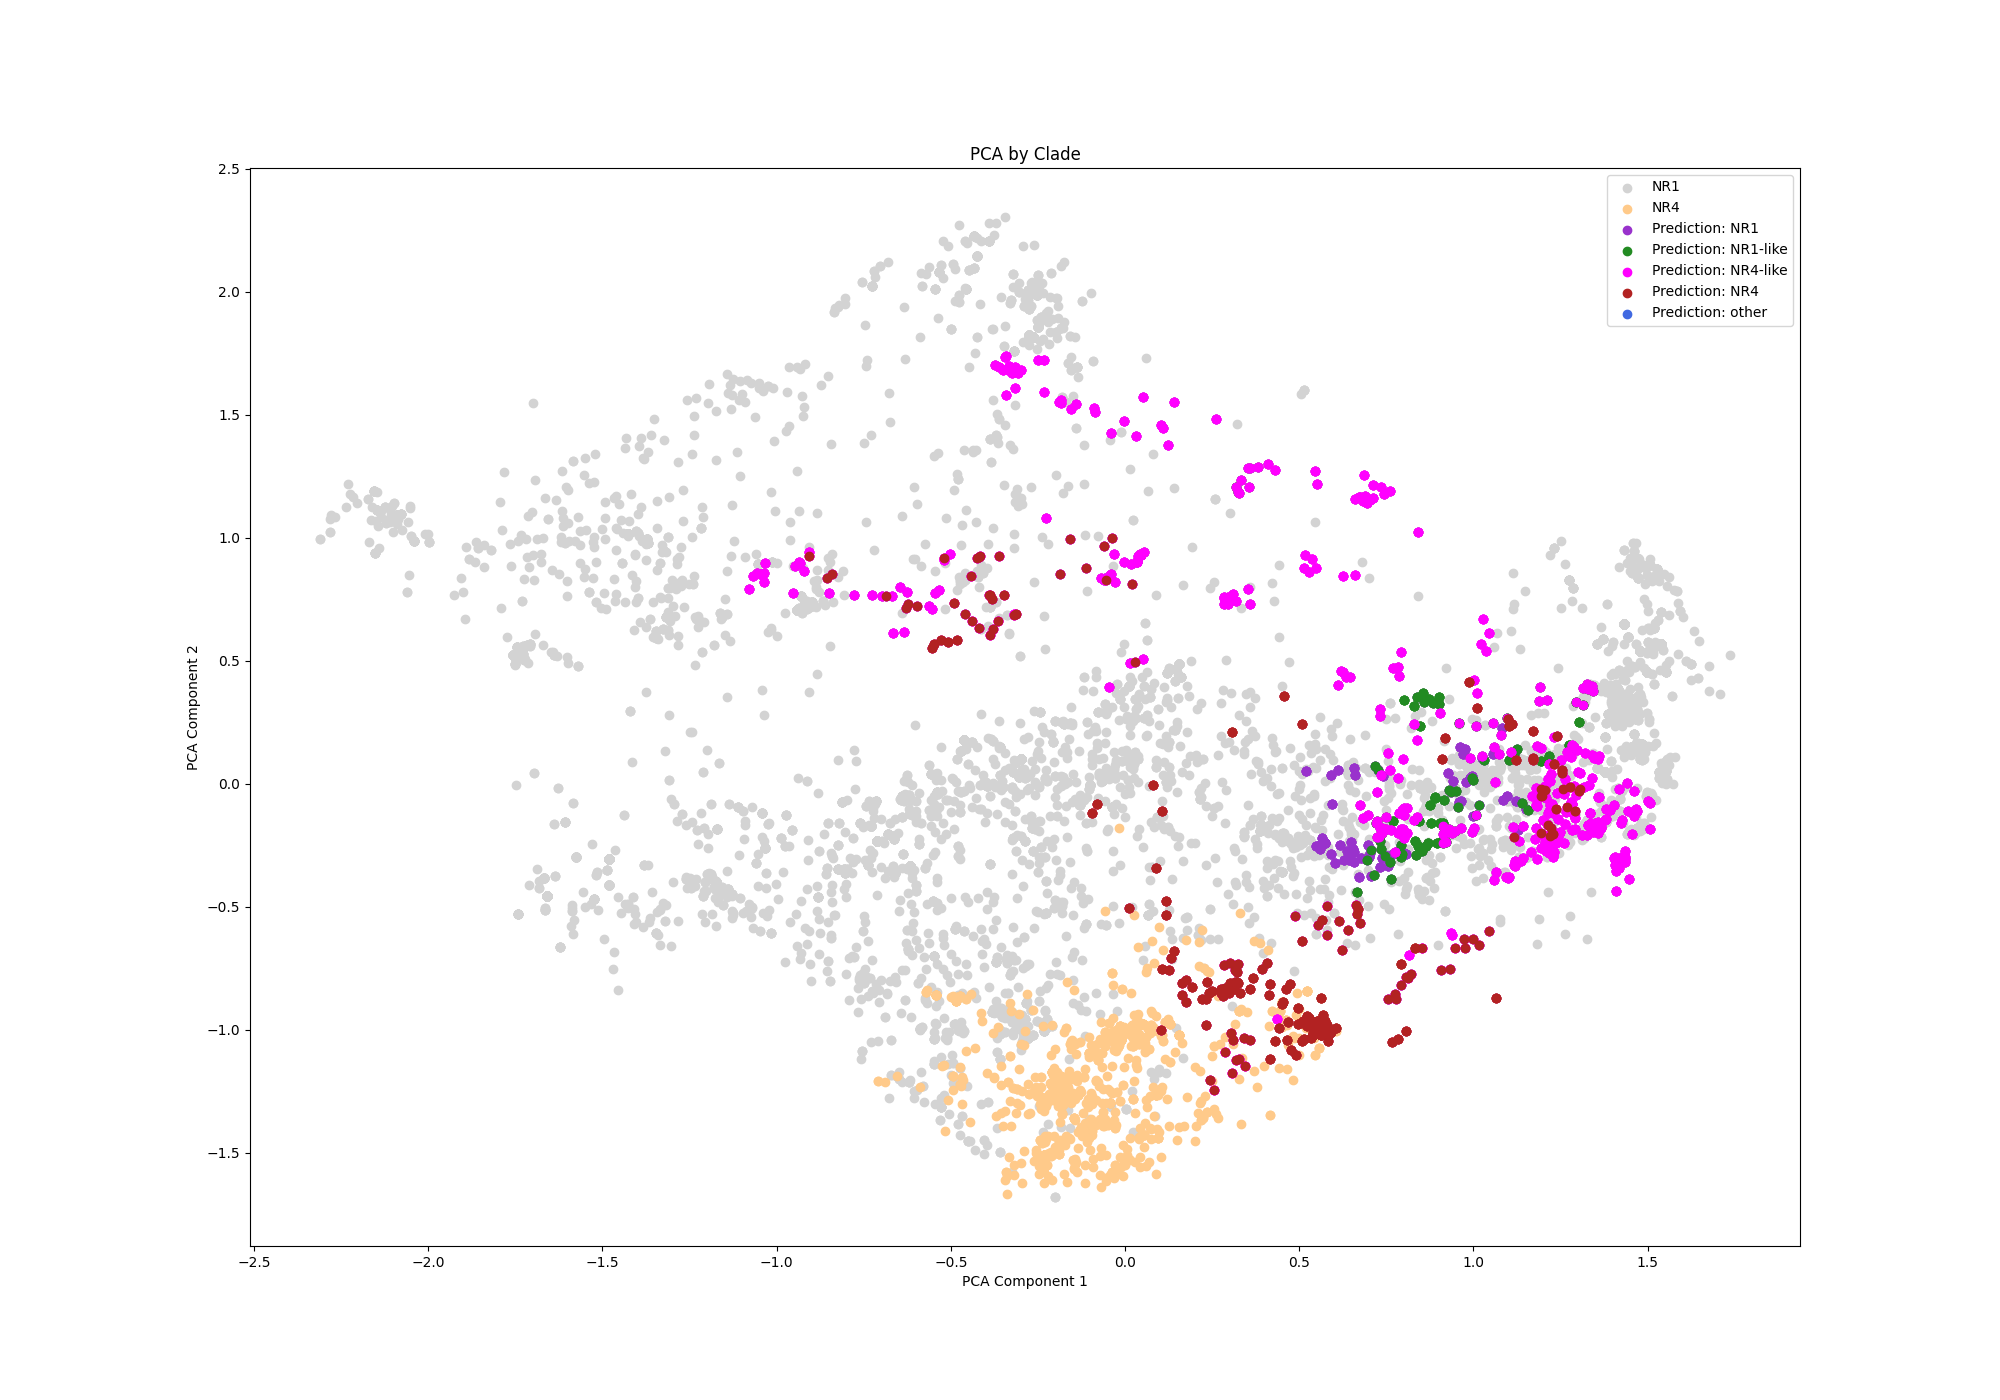 PCA by Clade
NR1
NR4
Prediction: NR1
Prediction: NR1-like
Prediction: NR4-like
Prediction: NR4
Prediction: other
2.5
2.0
1.5
1.0
0.5
0.0
−0.5
−1.0
−1.5
PCA Component 2
−2.5 −2.0 −1.5 −1.0 −0.5 0.0 0.5 1.0 1.5
PCA Component 1